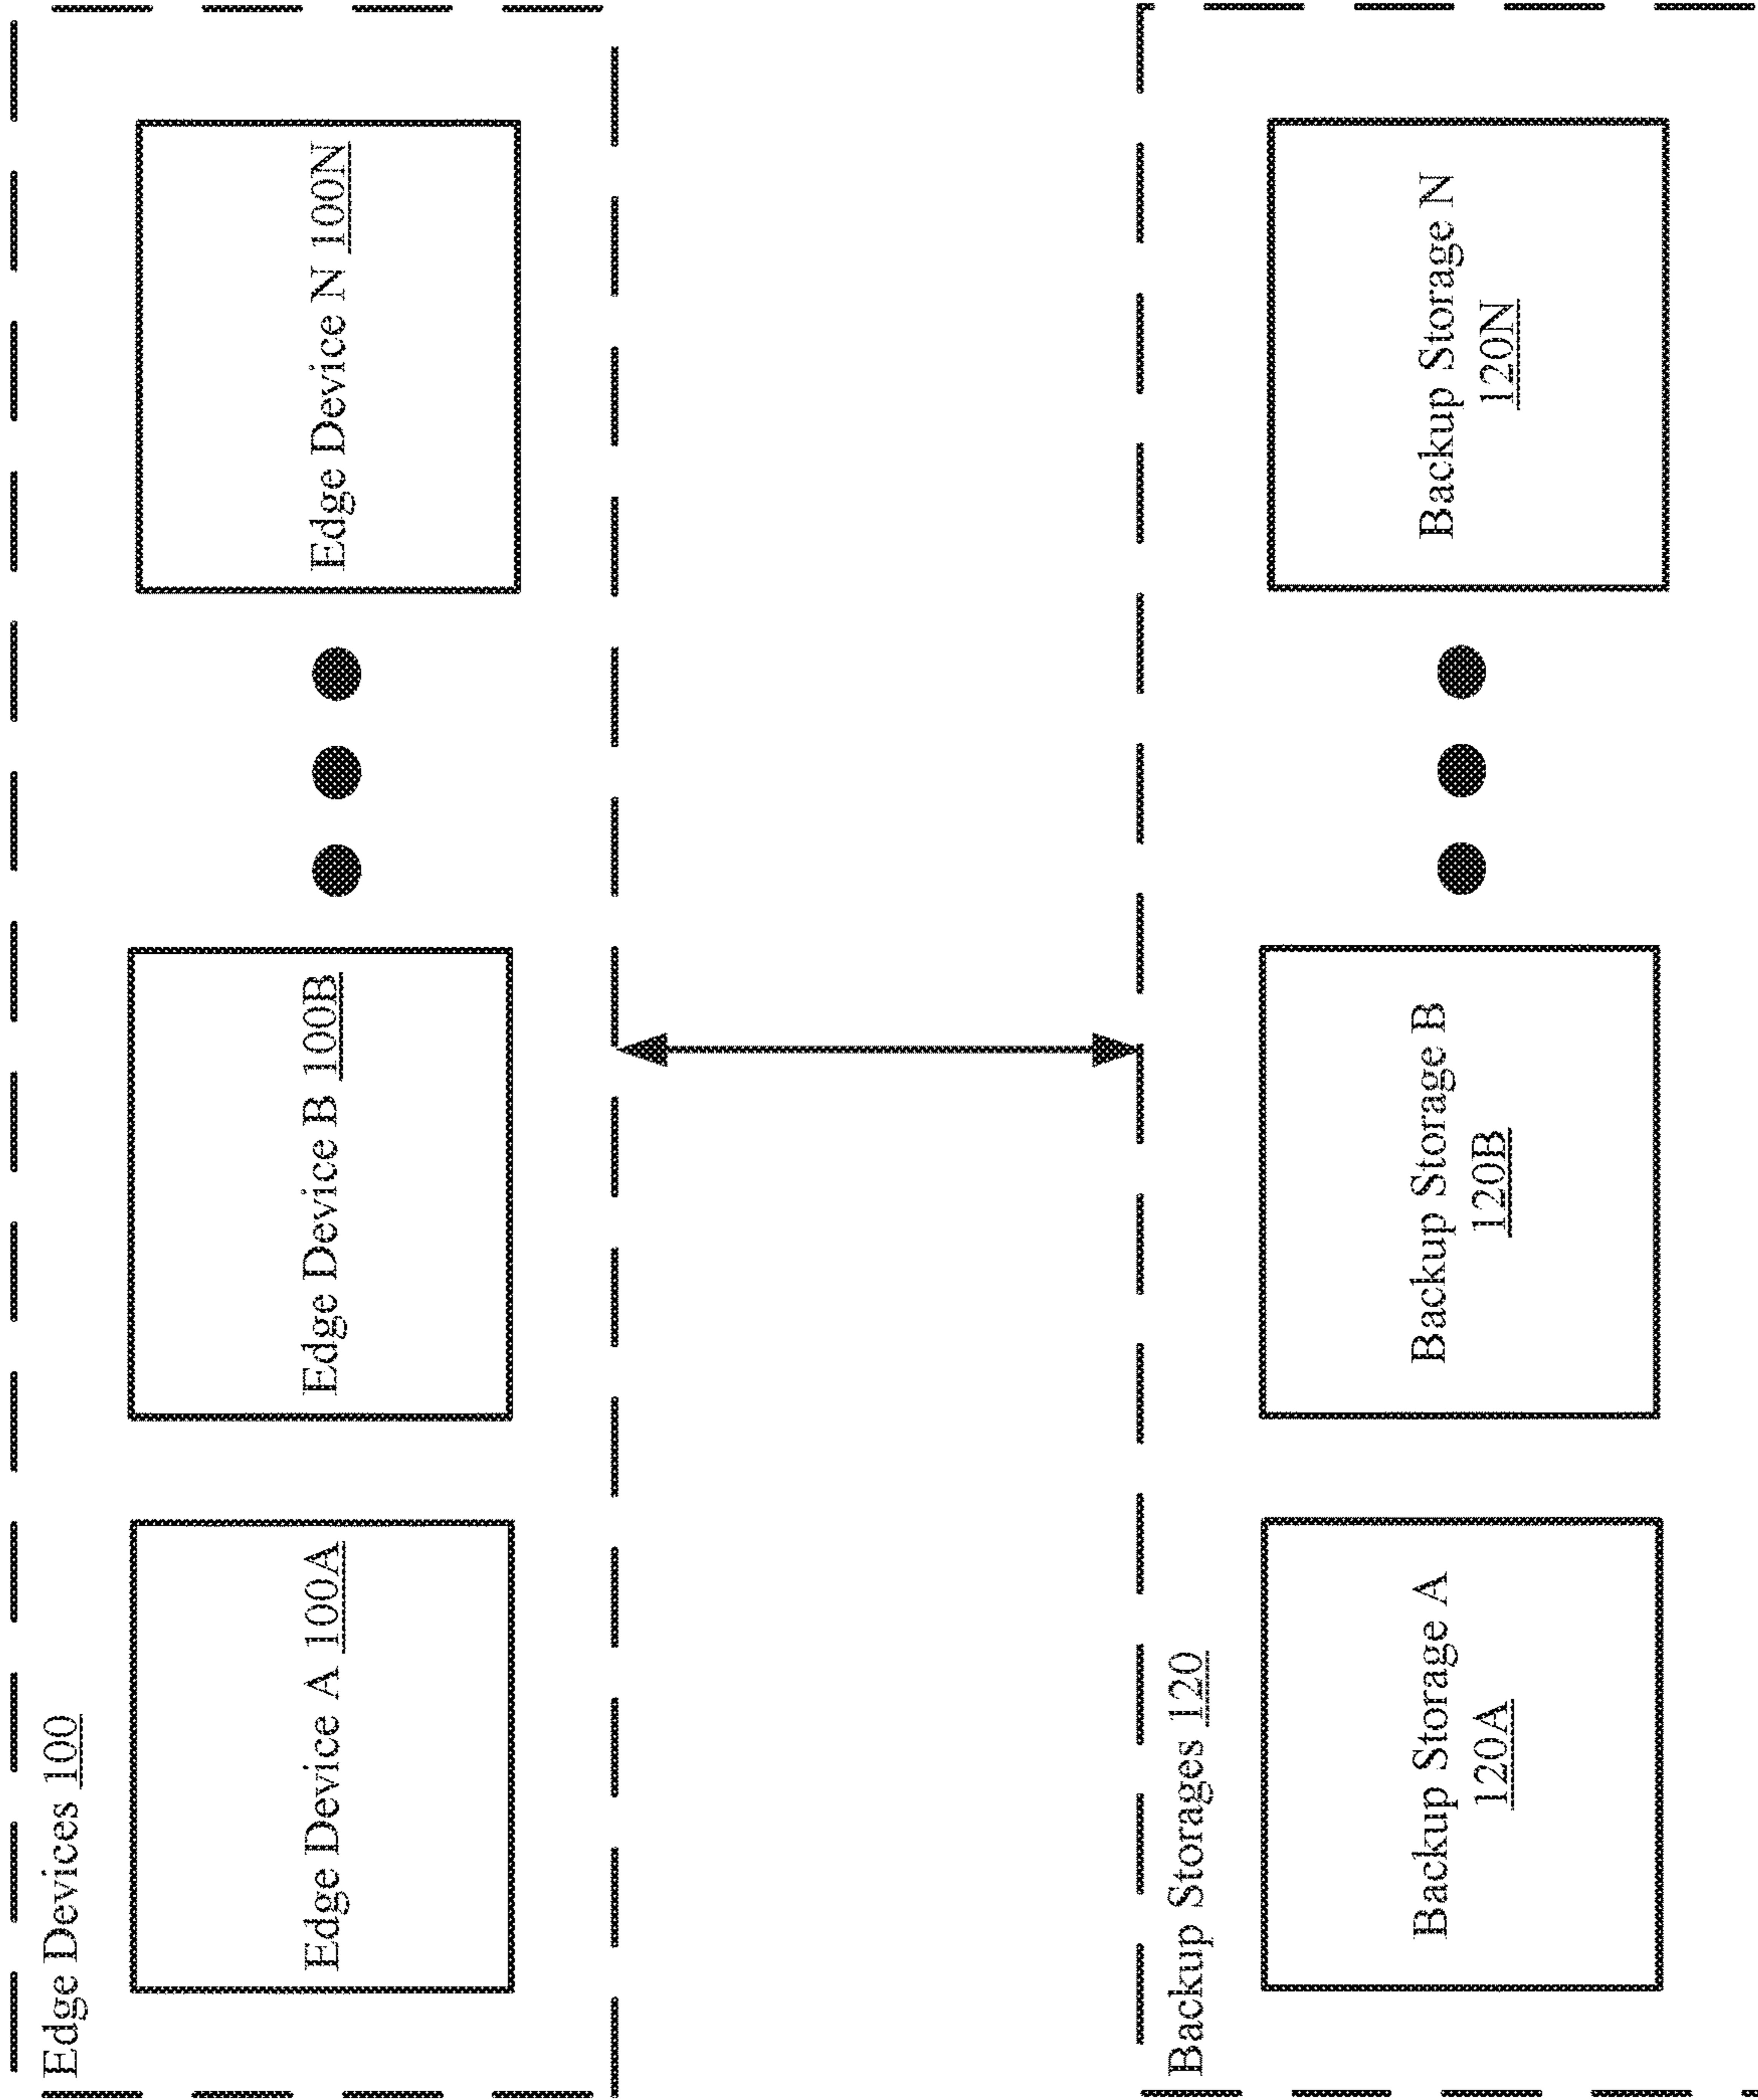 Edge Devices 100
Edge Device A 100A
Edge Device B 100B
Edge Device N 100N
Backup Storages 120
Backup Storage A
120A
Backup Storage B
120B
Backup Storage N
120N